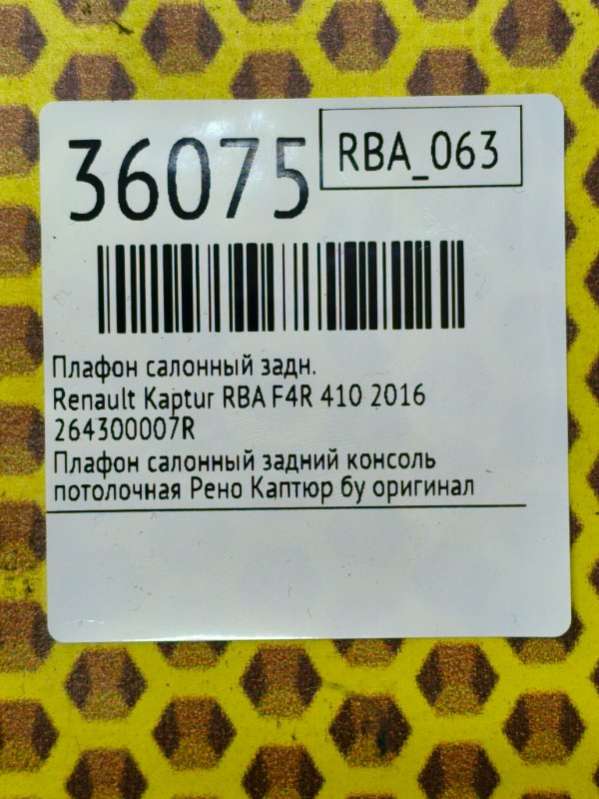 36075
RBA_063
Плафон салонный задн.
Renault Kaptur RBA F4R 410 2016
264300007R
Плафон салонный задний консоль
потолочная Рено Каптюр бу оригинал